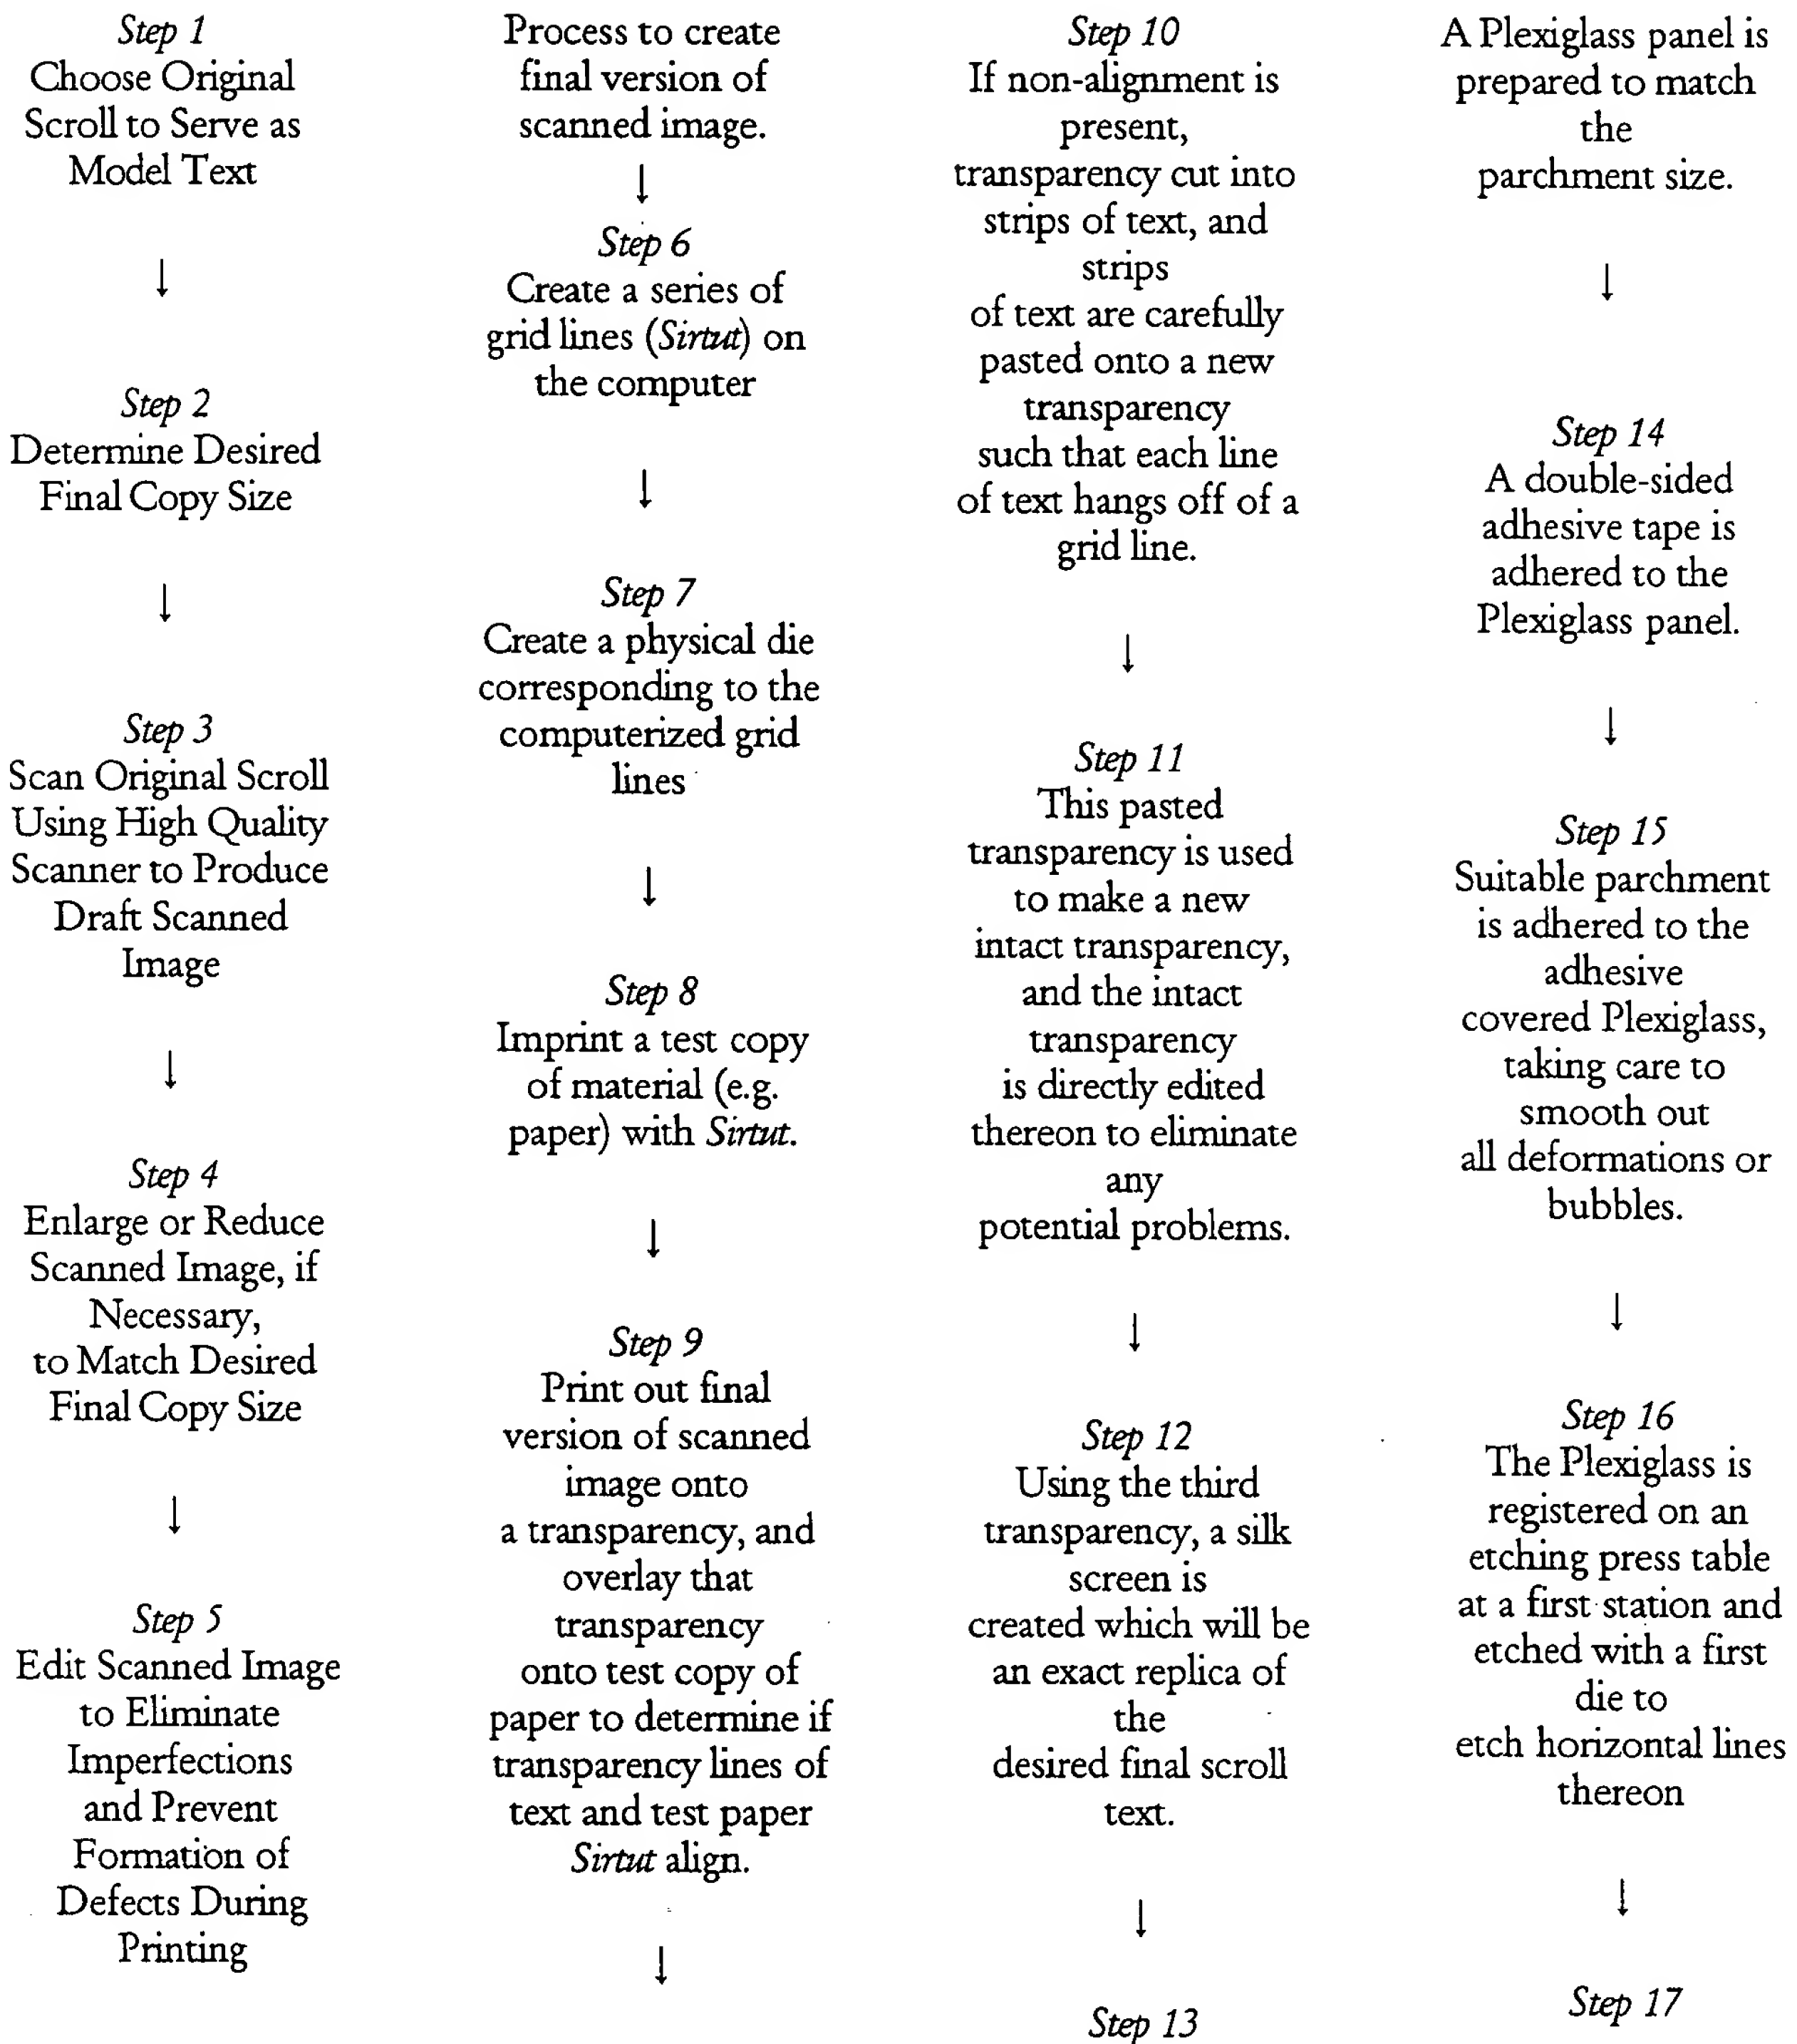 Step 1
Choose Original
Scroll to Serve as
Model Text
↓
Step 2
Determine Desired
Final Copy Size
↓
Step 3
Scan Original Scroll
Using High Quality
Scanner to Produce
Draft Scanned
Image
↓
Step 4
Enlarge or Reduce
Scanned Image, if
Necessary,
to Match Desired
Final Copy Size
↓
Step 5
Edit Scanned Image
to Eliminate
Imperfections
and Prevent
Formation of
Defects During
Printing
Process to create
final version of
scanned image.
↓
Step 6
Create a series of
grid lines (Sirtut) on
the computer
↓
Step 7
Create a physical die
corresponding to the
computerized grid
lines
↓
Step 8
Imprint a test copy
of material (e.g.
paper) with Sirtut.
↓
Step 9
Print out final
version of scanned
image onto
a transparency, and
overlay that
transparency
onto test copy of
paper to determine if
transparency lines of
text and test paper
Sirtut align.
↓
Step 10
If non-alignment is
present,
transparency cut into
strips of text, and
strips
of text are carefully
pasted onto a new
transparency
such that each line
of text hangs off of a
grid line.
↓
Step 11
This pasted
transparency is used
to make a new
intact transparency,
and the intact
transparency
is directly edited
thereon to eliminate
any
potential problems.
↓
Step 12
Using the third
transparency, a silk
screen is
created which will be
an exact replica of
the
desired final scroll
text.
↓
Step 13
A Plexiglass panel is
prepared to match
the
parchment size.
↓
Step 14
A double-sided
adhesive tape is
adhered to the
Plexiglass panel.
↓
Step 15
Suitable parchment
is adhered to the
adhesive
covered Plexiglass,
taking care to
smooth out
all deformations or
bubbles.
↓
Step 16
The Plexiglass is
registered on an
etching press table
at a first station and
etched with a first
die to
etch horizontal lines
thereon
↓
Step 17